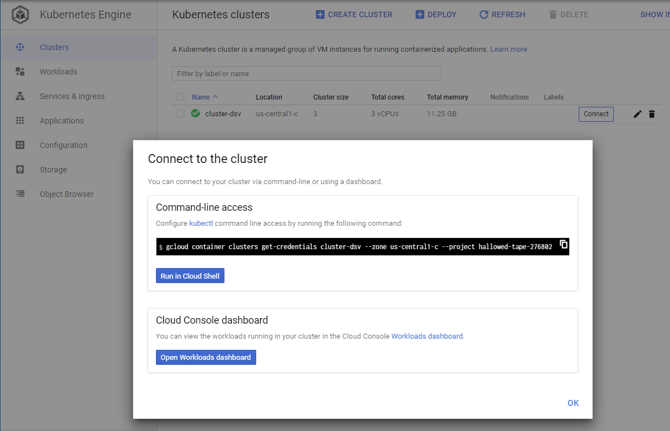 Kubernetes Engine
Kubernetes clusters
CREATE CLUSTER
DEPLOY
REFRESH
DELETE
SHOW IN
Clusters
Workloads
Services & Ingress
Applications
Configuration
Storage
Object Browser
A Kubernetes cluster is a managed group of VM instances for running containerized applications. Learn more
Filter by label or name
Name Location Cluster size Total cores Total memory Notifications Labels
cluster-dsv us-central1-c 3 3 vCPUs 11.25 GB Connect
Connect to the cluster
You can connect to your cluster via command-line or using a dashboard.
Command-line access
Configure kubectl command line access by running the following command:
$ gcloud container clusters get-credentials cluster-dsv --zone us-central1-c --project hallowed-tape-276802
Run in Cloud Shell
Cloud Console dashboard
You can view the workloads running in your cluster in the Cloud Console Workloads dashboard.
Open Workloads dashboard
OK